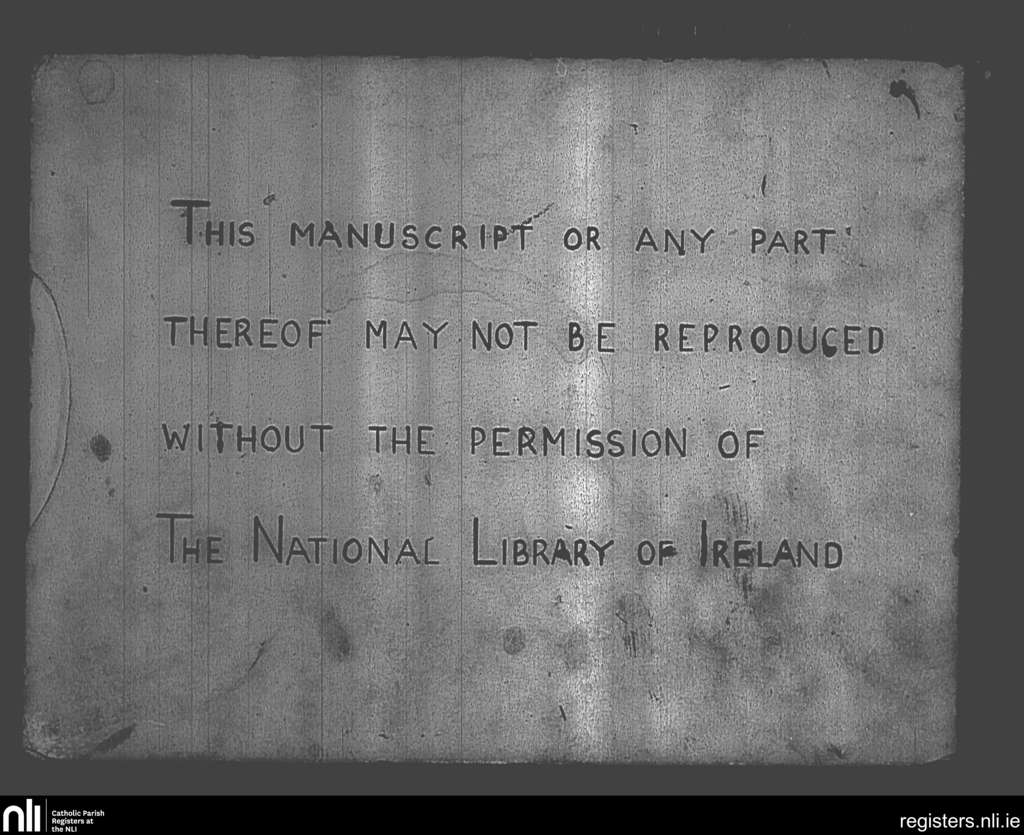 THIS MANUSCRIPT OR ANY PART
THEREOF MAY NOT BE REPRODUCED
WITHOUT THE PERMISSION OF
THE NATIONAL LIBRARY OF IRELAND
nli
Catholic Parish
Registers at
the NLI
registers.nli.ie